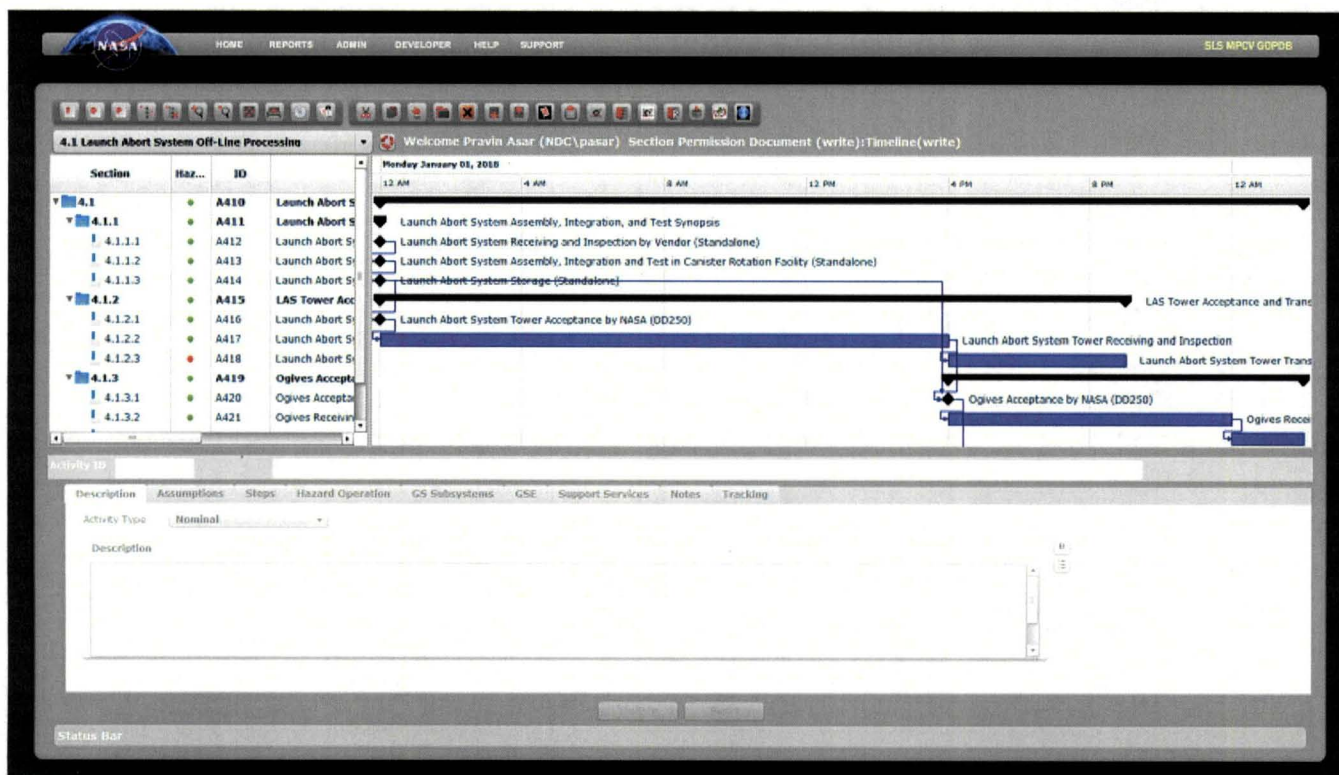 NASA HOME REPORTS ADMIN DEVELOPER HELP SUPPORT SLS MPCV GOPDB
4.1 Launch Abort System Off-Line Processing Welcome Pravin Asar (NDC\pasar) Section Permission Document (write):Timeline(write)
Monday January 01, 2018
Section Haz... ID 12 AM 4 AM 8 AM 12 PM 4 PM 8 PM 12 AM
4.1 A410 Launch Abort S
4.1.1 A411 Launch Abort S Launch Abort System Assembly, Integration, and Test Synopsis
4.1.1.1 A412 Launch Abort Sy Launch Abort System Receiving and Inspection by Vendor (Standalone)
4.1.1.2 A413 Launch Abort Sy Launch Abort System Assembly, Integration and Test in Canister Rotation Facility (Standalone)
4.1.1.3 A414 Launch Abort Sy Launch Abort System Storage (Standalone)
4.1.2 A415 LAS Tower Acc LAS Tower Acceptance and Trans
4.1.2.1 A416 Launch Abort Sy Launch Abort System Tower Acceptance by NASA (DD250)
4.1.2.2 A417 Launch Abort Sy Launch Abort System Tower Receiving and Inspection
4.1.2.3 A418 Launch Abort Sy Launch Abort System Tower Trans
4.1.3 A419 Ogives Accepta
4.1.3.1 A420 Ogives Accepta Ogives Acceptance by NASA (DD250)
4.1.3.2 A421 Ogives Receivin Ogives Recei
Activity ID
Description Assumptions Steps Hazard Operation GS Subsystems GSE Support Services Notes Tracking
Activity Type Nominal
Description
Status Bar